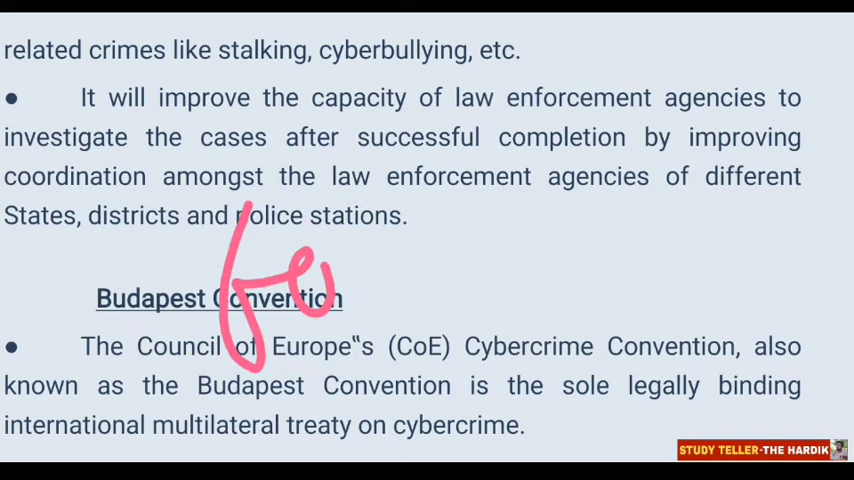 related crimes like stalking, cyberbullying, etc.
● It will improve the capacity of law enforcement agencies to
investigate the cases after successful completion by improving
coordination amongst the law enforcement agencies of different
States, districts and police stations.
Budapest Convention
● The Council of Europe‟s (CoE) Cybercrime Convention, also
known as the Budapest Convention is the sole legally binding
international multilateral treaty on cybercrime.
STUDY TELLER-THE HARDIK